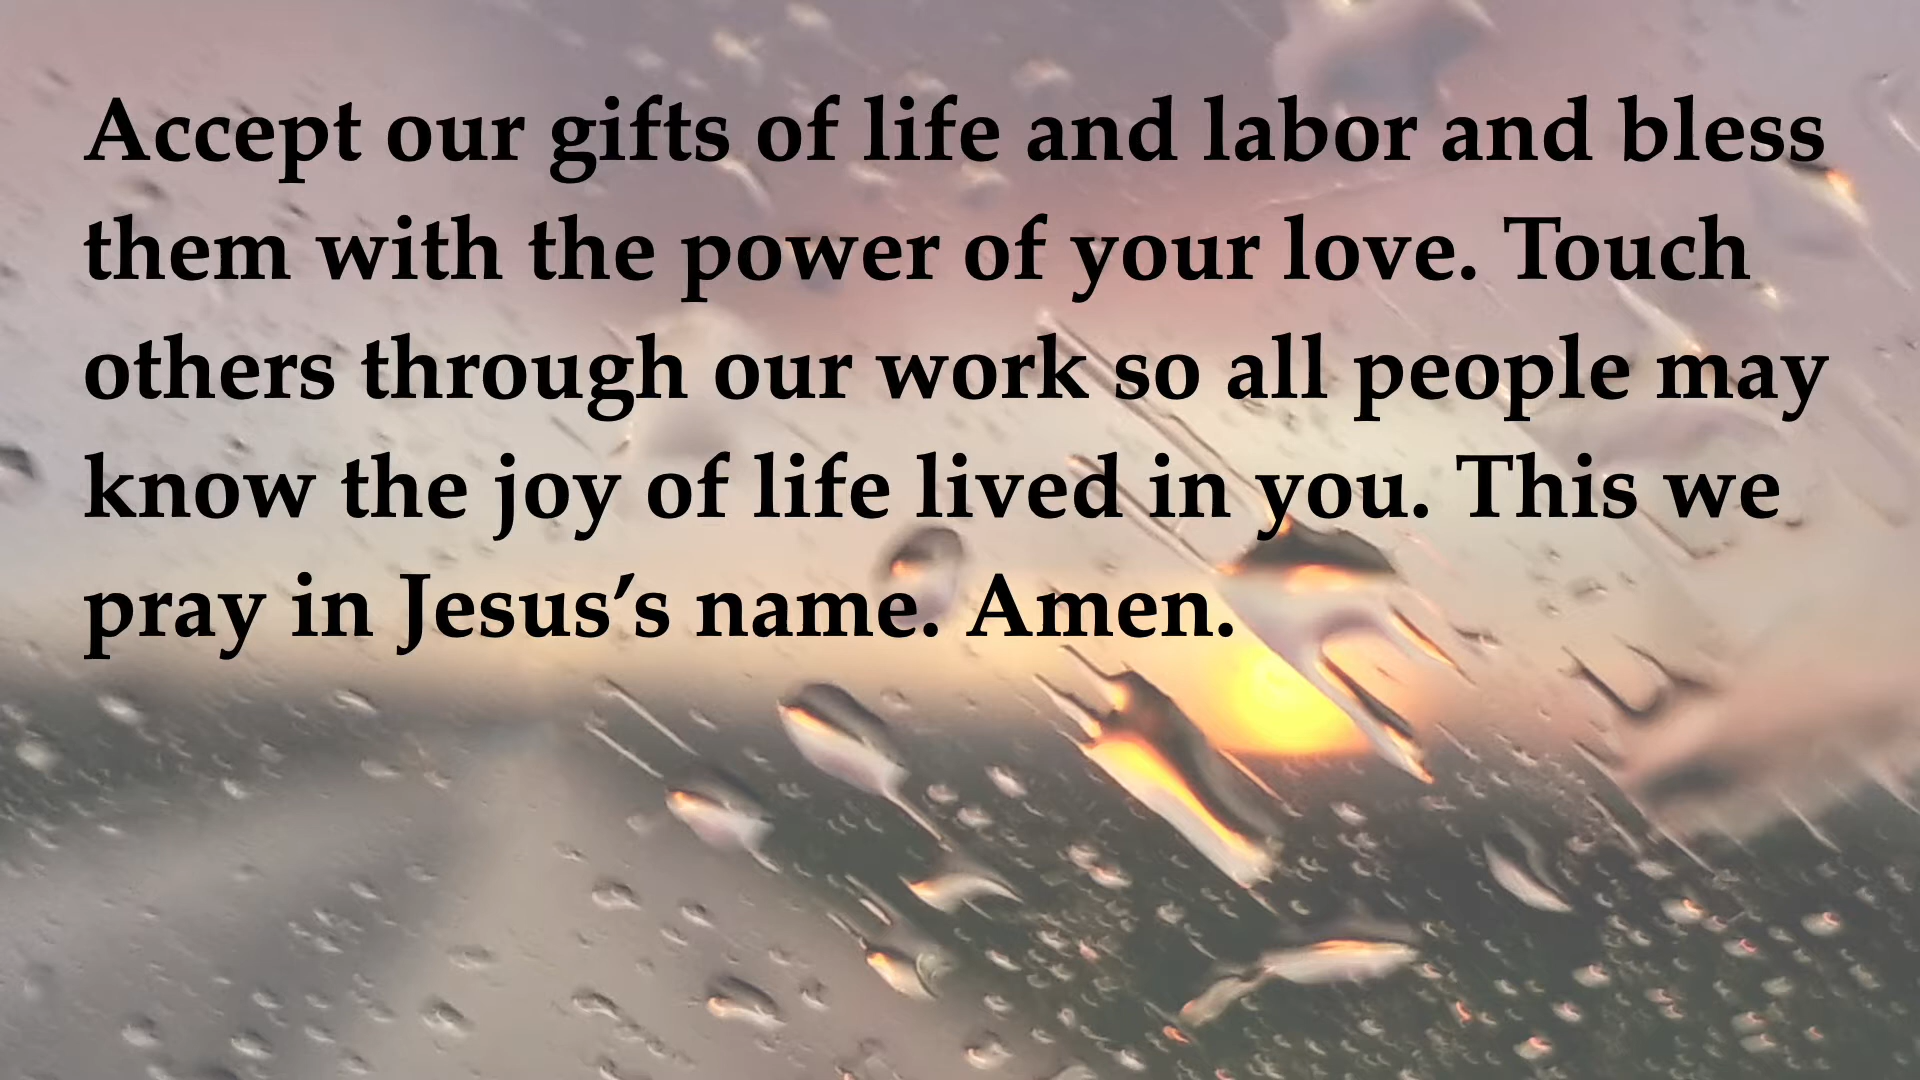 Accept our gifts of life and labor and bless
them with the power of your love. Touch
others through our work so all people may
know the joy of life lived in you. This we
pray in Jesus’s name. Amen.